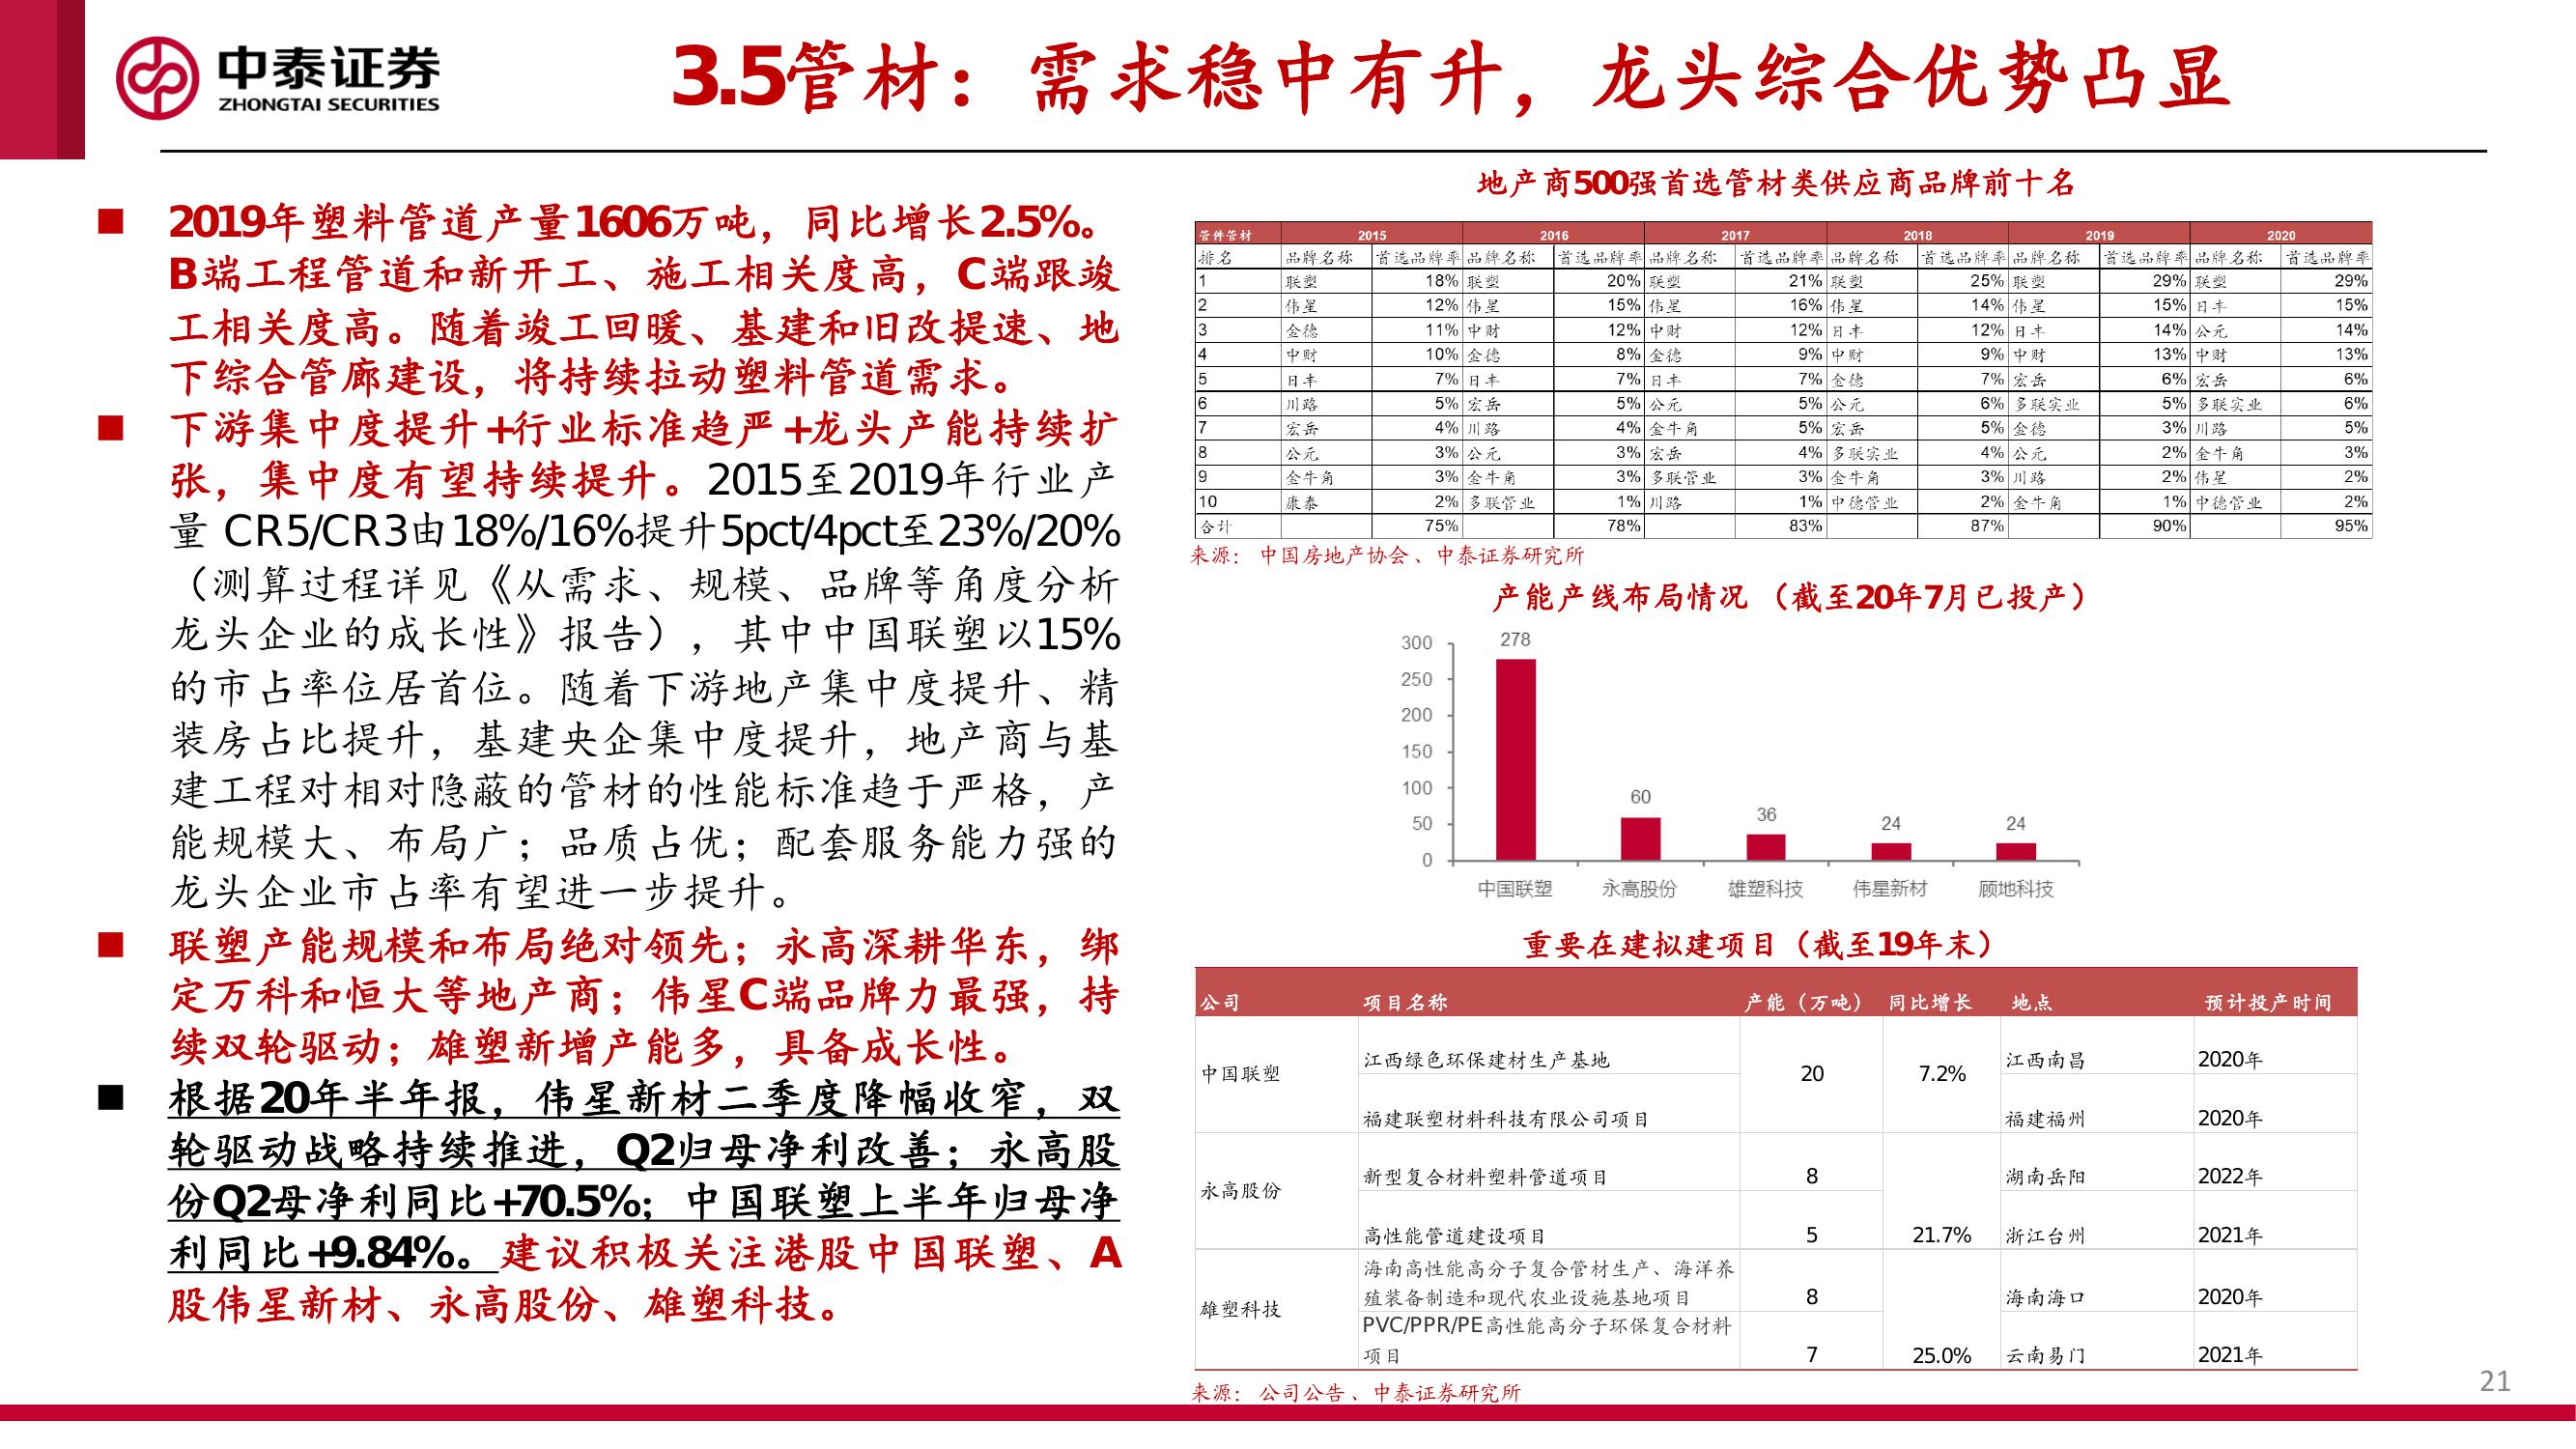 中泰证券
ZHONGTAI SECURITIES
3.5管材：需求稳中有升，龙头综合优势凸显
■ 2019年塑料管道产量1606万吨，同比增长2.5%。
B端工程管道和新开工、施工相关度高，C端跟竣
工相关度高。随着竣工回暖、基建和旧改提速、地
下综合管廊建设，将持续拉动塑料管道需求。
■ 下游集中度提升+行业标准趋严+龙头产能持续扩
张，集中度有望持续提升。2015至2019年行业产
量 CR5/CR3由18%/16%提升5pct/4pct至23%/20%
（测算过程详见《从需求、规模、品牌等角度分析
龙头企业的成长性》报告），其中中国联塑以15%
的市占率位居首位。随着下游地产集中度提升、精
装房占比提升，基建央企集中度提升，地产商与基
建工程对相对隐蔽的管材的性能标准趋于严格，产
能规模大、布局广；品质占优；配套服务能力强的
龙头企业市占率有望进一步提升。
■ 联塑产能规模和布局绝对领先；永高深耕华东，绑
定万科和恒大等地产商；伟星C端品牌力最强，持
续双轮驱动；雄塑新增产能多，具备成长性。
■ 根据20年半年报，伟星新材二季度降幅收窄，双
轮驱动战略持续推进，Q2归母净利改善；永高股
份Q2母净利同比+70.5%；中国联塑上半年归母净
利同比+9.84%。建议积极关注港股中国联塑、A
股伟星新材、永高股份、雄塑科技。
地产商500强首选管材类供应商品牌前十名
管件管材 2015 2016 2017 2018 2019 2020
排名 品牌名称 首选品牌率 品牌名称 首选品牌率 品牌名称 首选品牌率 品牌名称 首选品牌率 品牌名称 首选品牌率 品牌名称 首选品牌率
1 联塑 18% 联塑 20% 联塑 21% 联塑 25% 联塑 29% 联塑 29%
2 伟星 12% 伟星 15% 伟星 16% 伟星 14% 伟星 15% 日丰 15%
3 金德 11% 中财 12% 中财 12% 日丰 12% 日丰 14% 公元 14%
4 中财 10% 金德 8% 金德 9% 中财 9% 中财 13% 中财 13%
5 日丰 7% 日丰 7% 日丰 7% 金德 7% 宏岳 6% 宏岳 6%
6 川路 5% 宏岳 5% 公元 5% 公元 6% 多联实业 5% 多联实业 6%
7 宏岳 4% 川路 4% 金牛角 5% 宏岳 5% 金德 3% 川路 5%
8 公元 3% 公元 3% 宏岳 4% 多联实业 4% 公元 2% 金牛角 3%
9 金牛角 3% 金牛角 3% 多联管业 3% 金牛角 3% 川路 2% 伟星 2%
10 康泰 2% 多联管业 1% 川路 1% 中德管业 2% 金牛角 1% 中德管业 2%
合计 75% 78% 83% 87% 90% 95%
来源：中国房地产协会、中泰证券研究所
产能产线布局情况（截至20年7月已投产）
300
250
200
150
100
50
0
278
60
36
24
24
中国联塑 永高股份 雄塑科技 伟星新材 顾地科技
重要在建拟建项目（截至19年末）
公司 项目名称 产能（万吨） 同比增长 地点 预计投产时间
中国联塑 江西绿色环保建材生产基地 20 7.2% 江西南昌 2020年
福建联塑材料科技有限公司项目 福建福州 2020年
永高股份 新型复合材料塑料管道项目 8 湖南岳阳 2022年
高性能管道建设项目 5 21.7% 浙江台州 2021年
雄塑科技 海南高性能高分子复合管材生产、海洋养
殖装备制造和现代农业设施基地项目 8 海南海口 2020年
PVC/PPR/PE高性能高分子环保复合材料
项目 7 25.0% 云南易门 2021年
来源：公司公告、中泰证券研究所
21